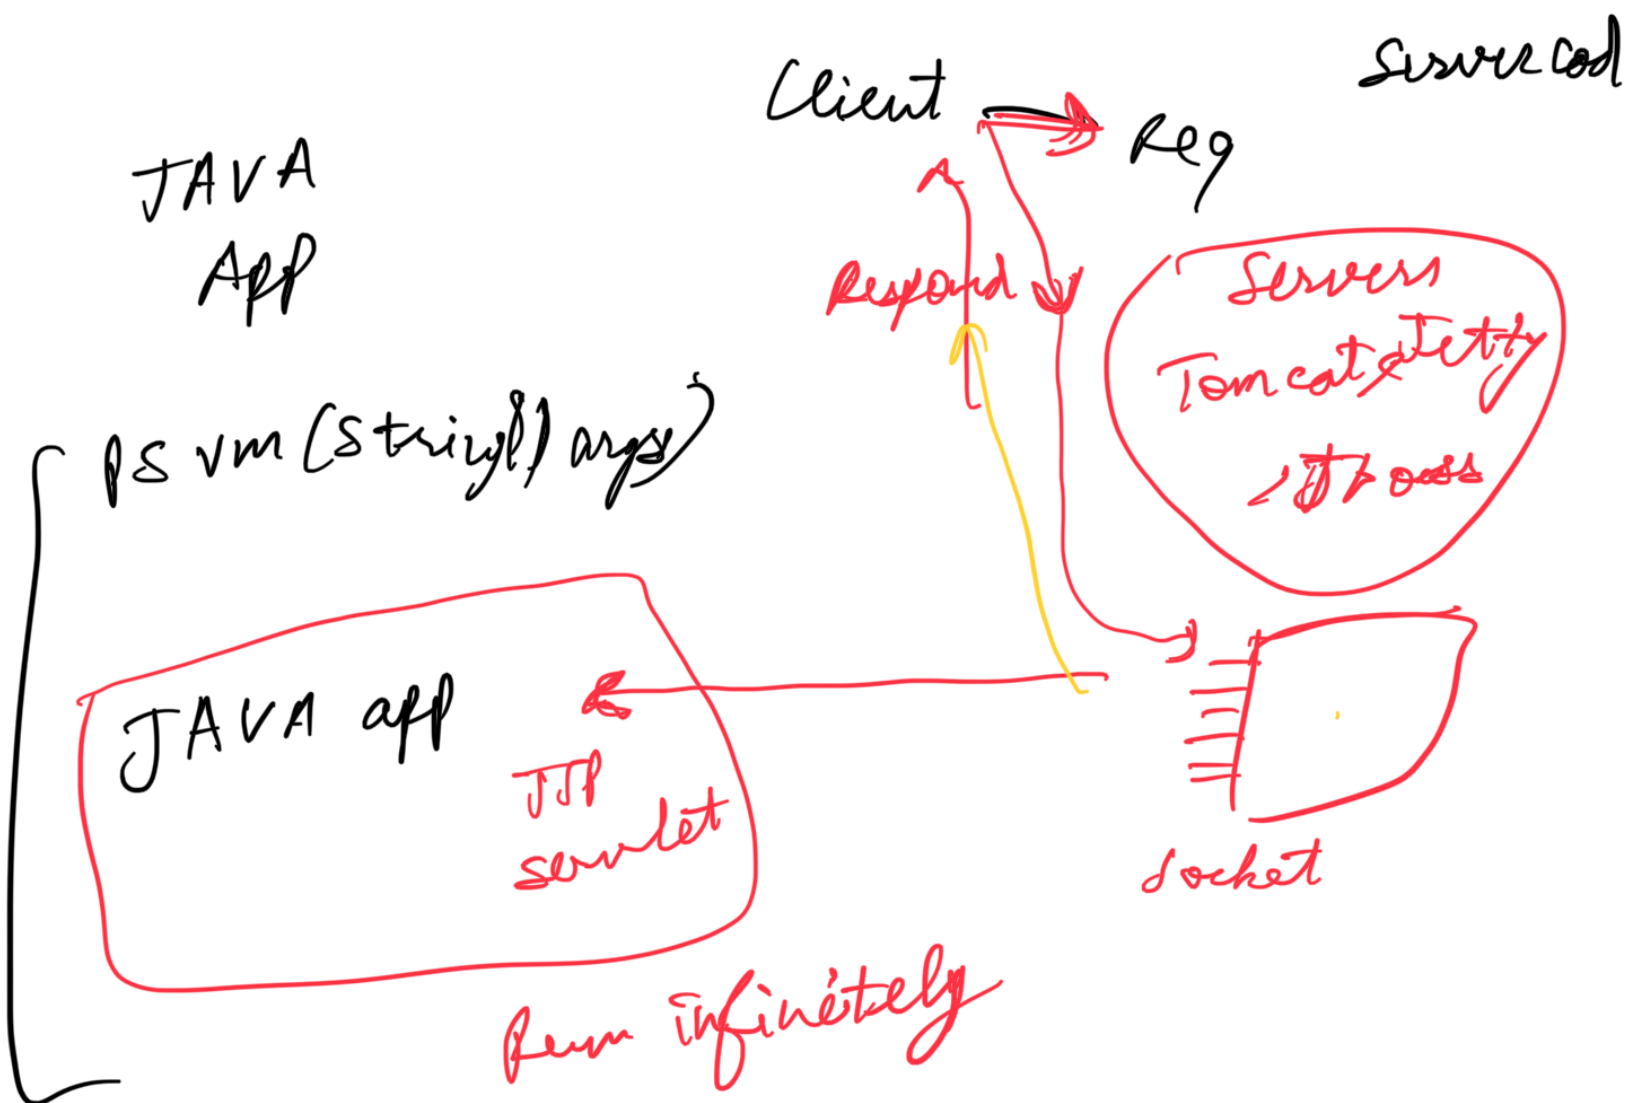 Server cod
Client
Req
JAVA
App
Respond
Servers
Tomcat, Jetty
, JBoss
psvm(String[] args)
JAVA app
JSP
servlet
Socket
Run infinitely